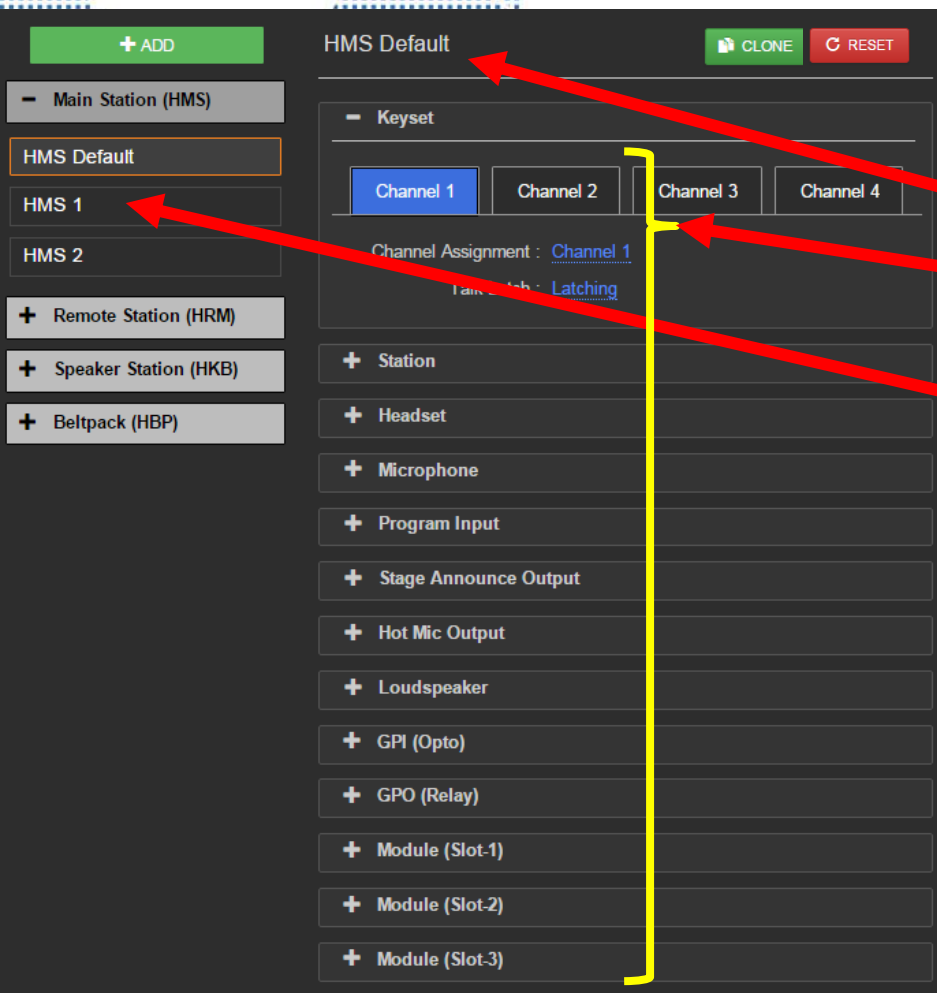 ADD
Main Station (HMS)
HMS Default
HMS 1
HMS 2
Remote Station (HRM)
Speaker Station (HKB)
Beltpack (HBP)
HMS Default
CLONE
RESET
Keyset
Channel 1
Channel 2
Channel 3
Channel 4
Channel Assignment : Channel 1
Talk : Latching
Station
Headset
Microphone
Program Input
Stage Announce Output
Hot Mic Output
Loudspeaker
GPI (Opto)
GPO (Relay)
Module (Slot-1)
Module (Slot-2)
Module (Slot-3)